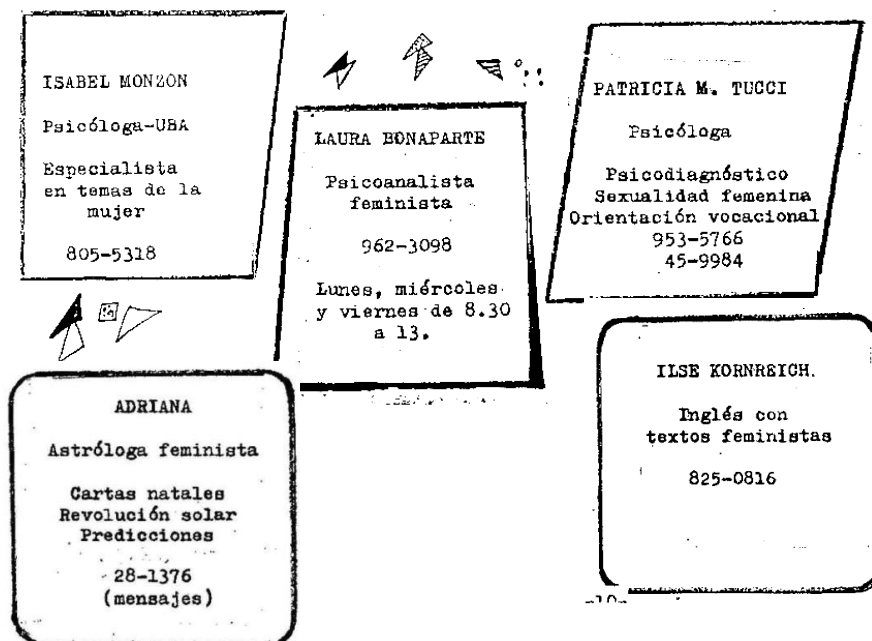 ISABEL MONZON
Psicóloga-UBA
Especialista
en temas de la
mujer
805-5318
LAURA BONAPARTE
Psicoanalista
feminista
962-3098
Lunes, miércoles
y viernes de 8.30
a 13.
PATRICIA M. TUCCI
Psicóloga
Psicodiagnóstico
Sexualidad femenina
Orientación vocacional
953-5766
45-9984
ADRIANA
Astróloga feminista
Cartas natales
Revolución solar
Predicciones
28-1376
(mensajes)
ILSE KORNREICH.
Inglés con
textos feministas
825-0816